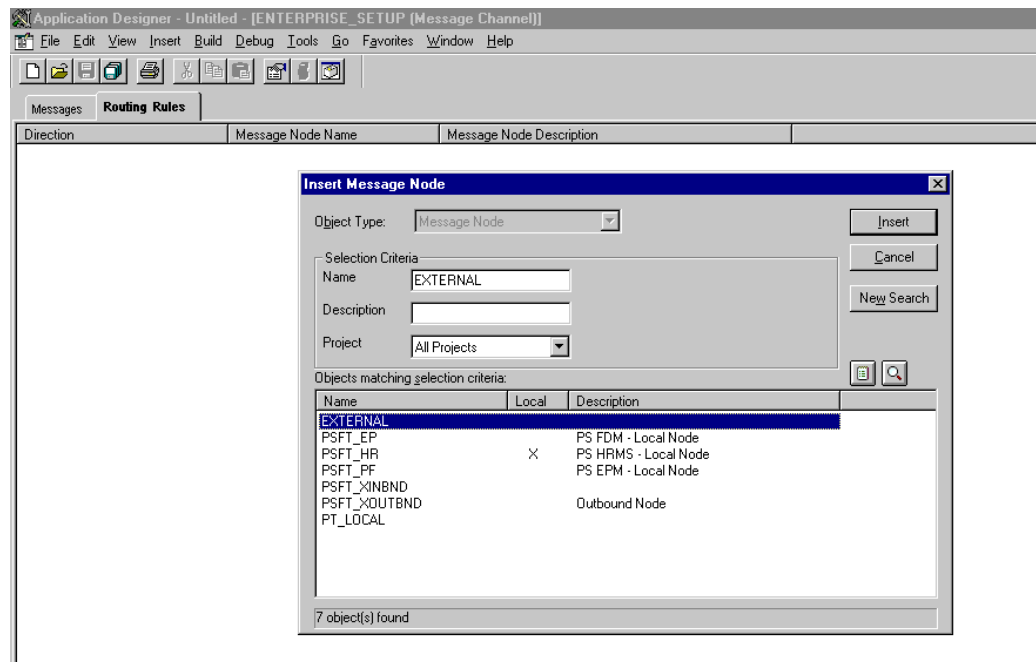 Application Designer - Untitled - [ENTERPRISE_SETUP (Message Channel)]
File Edit View Insert Build Debug Tools Go Favorites Window Help
Messages Routing Rules
Direction Message Node Name Message Node Description
Insert Message Node
Object Type: Message Node Insert
Selection Criteria Cancel
Name EXTERNAL
New Search
Description
Project All Projects
Objects matching selection criteria:
Name Local Description
EXTERNAL
PSFT_EP PS FDM - Local Node
PSFT_HR X PS HRMS - Local Node
PSFT_PF PS EPM - Local Node
PSFT_XINBND
PSFT_XOUTBND Outbound Node
PT_LOCAL
7 object(s) found